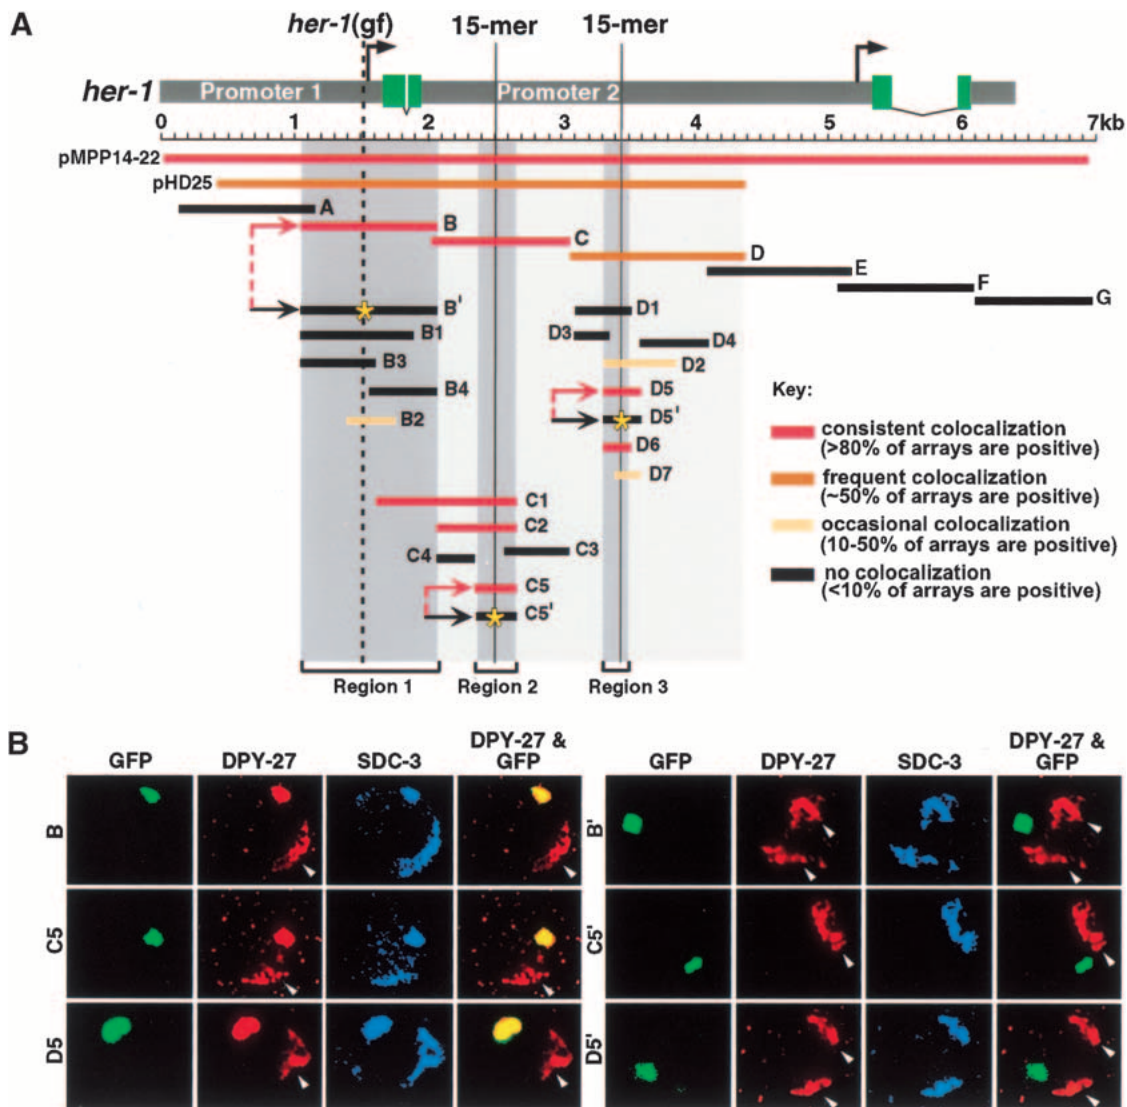 A
her-1(gf) 15-mer 15-mer
her-1 Promoter 1 Promoter 2
0 1 2 3 4 5 6 7kb
pMPP14-22
pHD25
A
B
C
D
E
F
G
B' D1
B1 D3 D4
B3 D2
B4 D5
B2 D5'
D6
D7
C1
C2
C4 C3
C5
C5'
Key:
consistent colocalization
(>80% of arrays are positive)
frequent colocalization
(~50% of arrays are positive)
occasional colocalization
(10-50% of arrays are positive)
no colocalization
(<10% of arrays are positive)
Region 1 Region 2 Region 3
B
GFP DPY-27 SDC-3 DPY-27 & GFP GFP DPY-27 SDC-3 DPY-27 & GFP
B B'
C5 C5'
D5 D5'